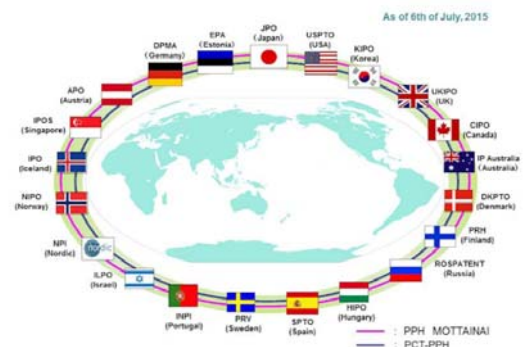 As of 6th of July, 2015
JPO
(Japan)
USPTO
(USA)
KIPO
(Korea)
UKIPO
(UK)
CIPO
(Canada)
IP Australia
(Australia)
DKPTO
(Denmark)
PRH
(Finland)
ROSPATENT
(Russia)
HIPO
(Hungary)
SPTO
(Spain)
PRV
(Sweden)
INPI
(Portugal)
ILPO
(Israel)
NPI
(Nordic)
nordic
NIPO
(Norway)
IPO
(Iceland)
IPOS
(Singapore)
APO
(Austria)
DPMA
(Germany)
EPA
(Estonia)
: PPH MOTTAINAI
: PCT-PPH